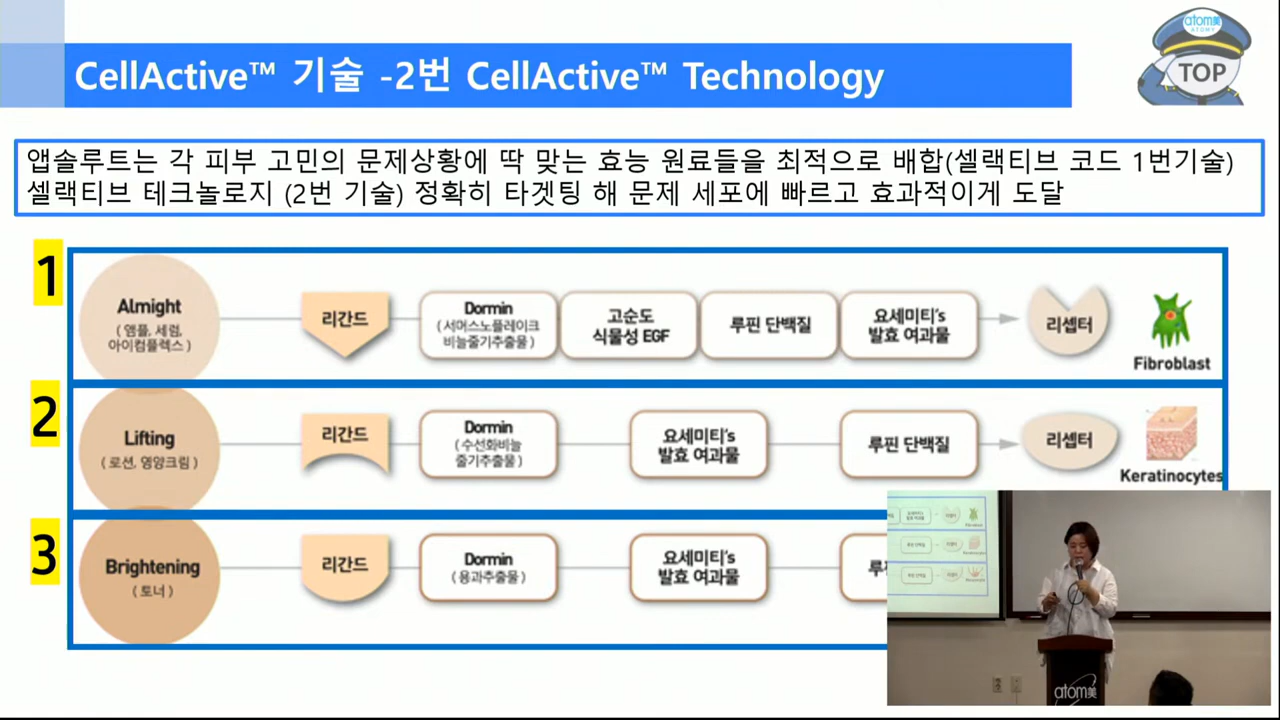 atom美
ATOMY
TOP
CellActive™ 기술 -2번 CellActive™ Technology
앱솔루트는 각 피부 고민의 문제상황에 딱 맞는 효능 원료들을 최적으로 배합(셀랙티브 코드 1번기술)
셀랙티브 테크놀로지 (2번 기술) 정확히 타겟팅 해 문제 세포에 빠르고 효과적이게 도달
1
Almight
( 앰플, 세럼,
아이컴플렉스 )
리간드
Dormin
( 서머스노플레이크
비늘줄기추출물 )
고순도
식물성 EGF
루핀 단백질
요세미티's
발효 여과물
리셉터
Fibroblast
2
Lifting
( 로션, 영양크림 )
리간드
Dormin
( 수선화비늘
줄기추출물 )
요세미티's
발효 여과물
루핀 단백질
리셉터
Keratinocytes
3
Brightening
( 토너 )
리간드
Dormin
( 용과추출물 )
요세미티's
발효 여과물
atom美